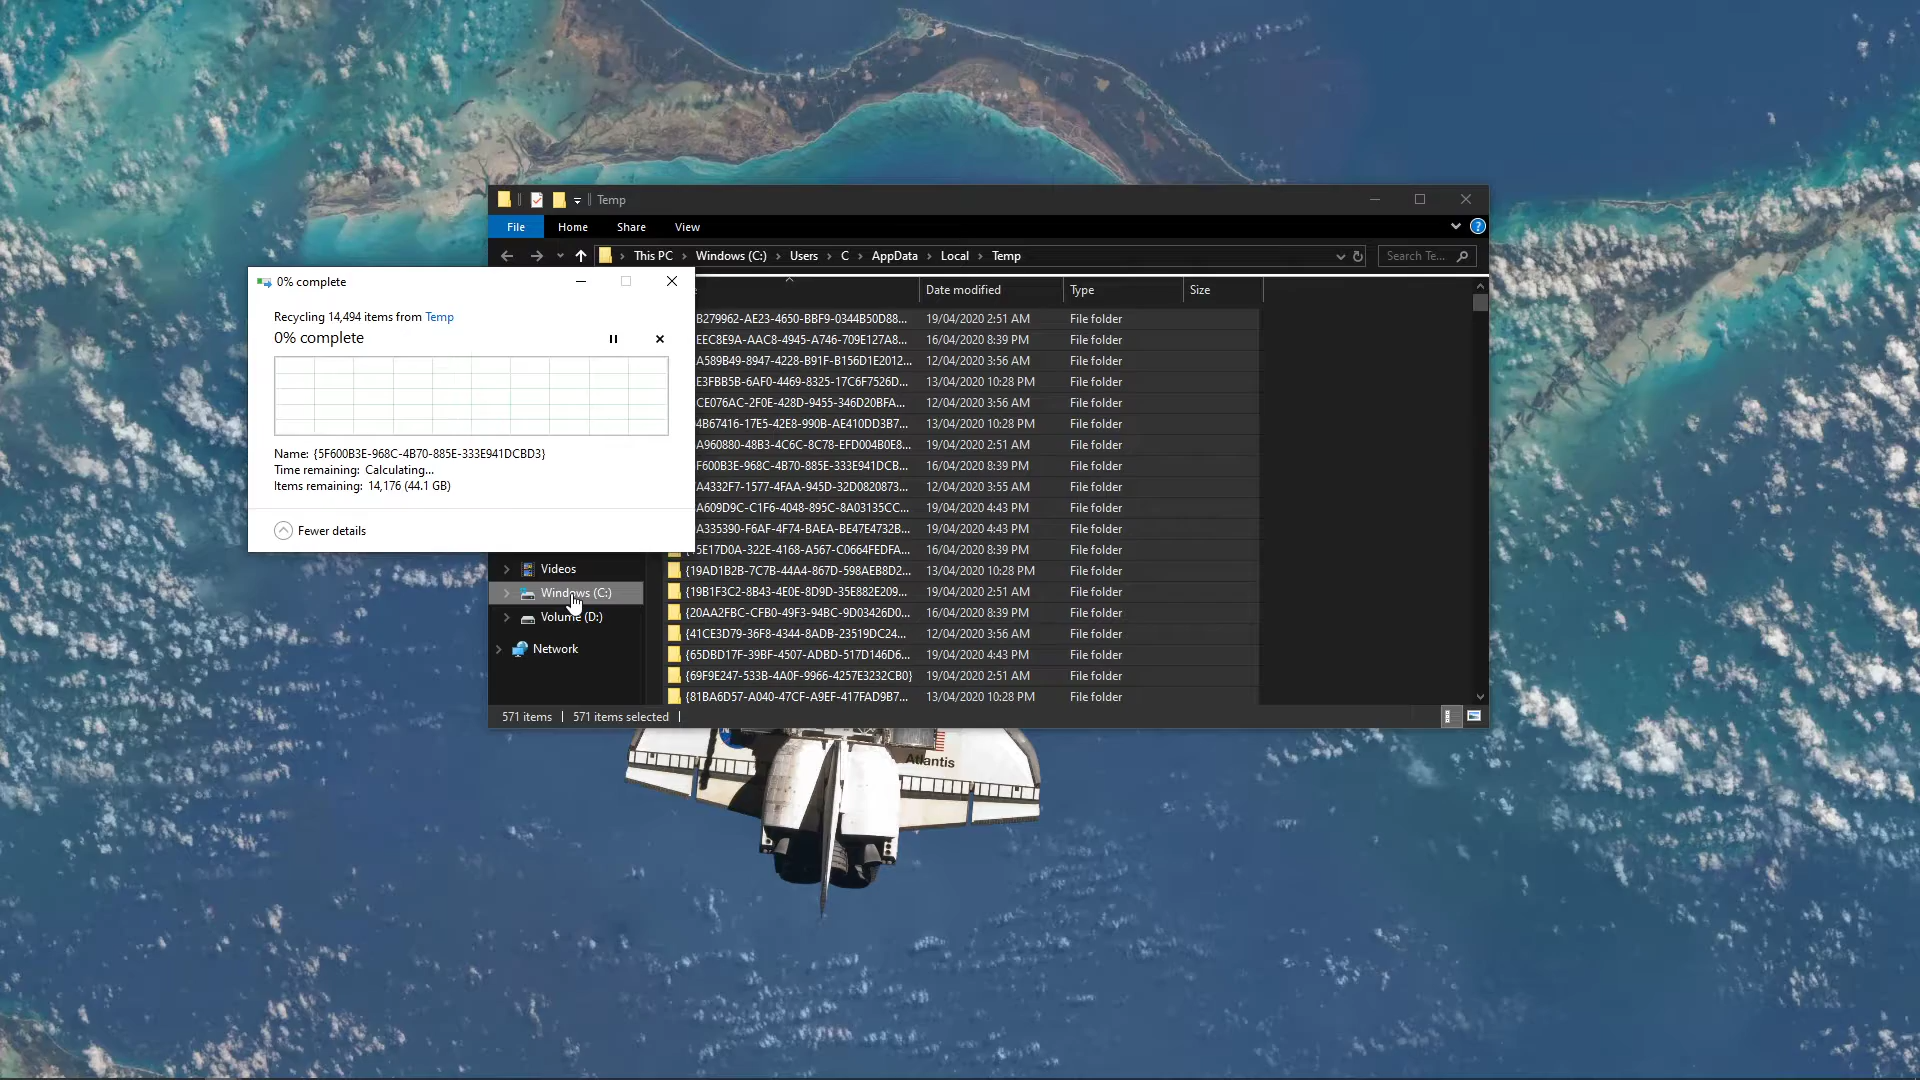 Temp
File Home Share View
This PC Windows (C:) Users C AppData Local Temp Search Te...
0% complete
Recycling 14,494 items from Temp
0% complete
Name: {5F600B3E-968C-4B70-885E-333E941DCBD3}
Time remaining: Calculating...
Items remaining: 14,176 (44.1 GB)
Fewer details
Date modified Type Size
B279962-AE23-4650-BBF9-0344B50D88... 19/04/2020 2:51 AM File folder
EEC8E9A-AAC8-4945-A746-709E127A8... 16/04/2020 8:39 PM File folder
A589B49-8947-4228-B91F-B156D1E2012... 12/04/2020 3:56 AM File folder
E3FBB5B-6AF0-4469-8325-17C6F7526D... 13/04/2020 10:28 PM File folder
CE076AC-2F0E-428D-9455-346D20BFA... 12/04/2020 3:56 AM File folder
4B67416-17E5-42E8-990B-AE410DD3B7... 13/04/2020 10:28 PM File folder
A960880-48B3-4C6C-8C78-EFD004B0E8... 19/04/2020 2:51 AM File folder
F600B3E-968C-4B70-885E-333E941DCB... 16/04/2020 8:39 PM File folder
A4332F7-1577-4FAA-945D-32D0820873... 12/04/2020 3:55 AM File folder
A609D9C-C1F6-4048-895C-8A03135CC... 19/04/2020 4:43 PM File folder
A335390-F6AF-4F74-BAEA-BE47E4732B... 19/04/2020 4:43 PM File folder
{15E17D0A-322E-4168-A567-C0664FEDFA... 16/04/2020 8:39 PM File folder
{19AD1B2B-7C7B-44A4-867D-598AEB8D2... 13/04/2020 10:28 PM File folder
{19B1F3C2-8B43-4E0E-8D9D-35E882E209... 19/04/2020 2:51 AM File folder
{20AA2FBC-CFB0-49F3-94BC-9D03426D0... 16/04/2020 8:39 PM File folder
{41CE3D79-36F8-4344-8ADB-23519DC24... 12/04/2020 3:56 AM File folder
{65DBD17F-39BF-4507-ADBD-517D146D6... 19/04/2020 4:43 PM File folder
{69F9E247-533B-4A0F-9966-4257E3232CB0} 19/04/2020 2:51 AM File folder
{81BA6D57-A040-47CF-A9EF-417FAD9B7... 13/04/2020 10:28 PM File folder
Videos
Windows (C:)
Volume (D:)
Network
571 items 571 items selected
Atlantis